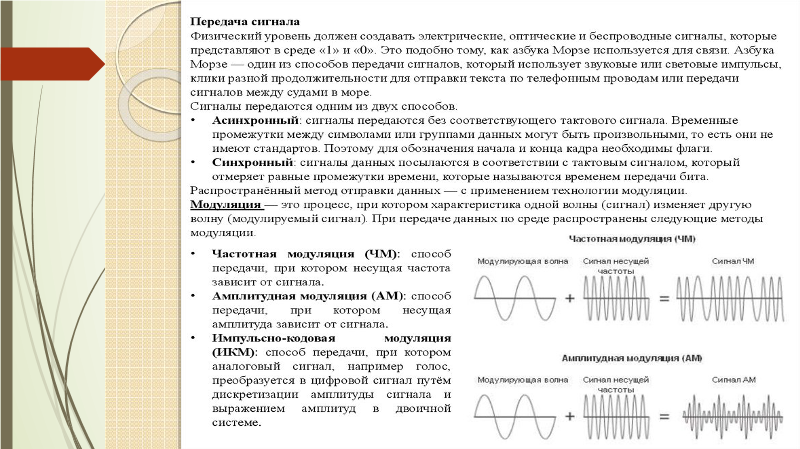 Передача сигнала
Физический уровень должен создавать электрические, оптические и беспроводные сигналы, которые
представляют в среде «1» и «0». Это подобно тому, как азбука Морзе используется для связи. Азбука
Морзе — один из способов передачи сигналов, который использует звуковые или световые импульсы,
клики разной продолжительности для отправки текста по телефонным проводам или передачи
сигналов между судами в море.
Сигналы передаются одним из двух способов.
• Асинхронный: сигналы передаются без соответствующего тактового сигнала. Временные
промежутки между символами или группами данных могут быть произвольными, то есть они не
имеют стандартов. Поэтому для обозначения начала и конца кадра необходимы флаги.
• Синхронный: сигналы данных посылаются в соответствии с тактовым сигналом, который
отмеряет равные промежутки времени, которые называются временем передачи бита.
Распространённый метод отправки данных — с применением технологии модуляции.
Модуляция — это процесс, при котором характеристика одной волны (сигнал) изменяет другую
волну (модулируемый сигнал). При передаче данных по среде распространены следующие методы
модуляции.
• Частотная модуляция (ЧМ): способ
передачи, при котором несущая частота
зависит от сигнала.
• Амплитудная модуляция (АМ): способ
передачи, при котором несущая
амплитуда зависит от сигнала.
• Импульсно-кодовая модуляция
(ИКМ): способ передачи, при котором
аналоговый сигнал, например голос,
преобразуется в цифровой сигнал путём
дискретизации амплитуды сигнала и
выражением амплитуд в двоичной
системе.
Частотная модуляция (ЧМ)
Модулирующая волна Сигнал несущей Сигнал ЧМ
частоты
+ =
Амплитудная модуляция (АМ)
Модулирующая волна Сигнал несущей Сигнал АМ
частоты
+ =